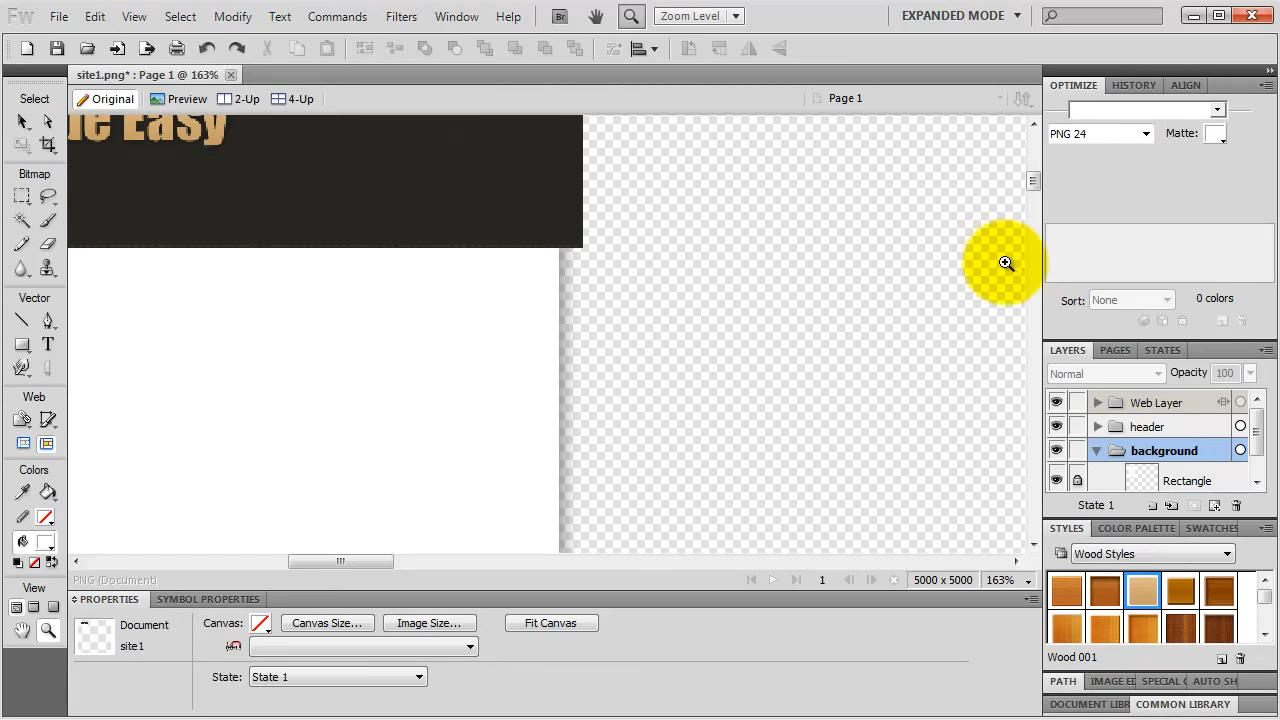 Fw File Edit View Select Modify Text Commands Filters Window Help Br Zoom Level EXPANDED MODE
site1.png* : Page 1 @ 163%
Original Preview 2-Up 4-Up Page 1
Select
Bitmap
Vector
Web
Colors
View
le Easy
OPTIMIZE HISTORY ALIGN
PNG 24 Matte:
Sort: None 0 colors
LAYERS PAGES STATES
Normal Opacity 100
Web Layer
header
background
Rectangle
State 1
STYLES COLOR PALETTE SWATCHES
Wood Styles
Wood 001
PATH IMAGE ED SPECIAL C AUTO SH
DOCUMENT LIBR COMMON LIBRARY
PNG (Document) 1 5000 x 5000 163%
PROPERTIES SYMBOL PROPERTIES
Document
site1
Canvas: Canvas Size... Image Size... Fit Canvas
State: State 1